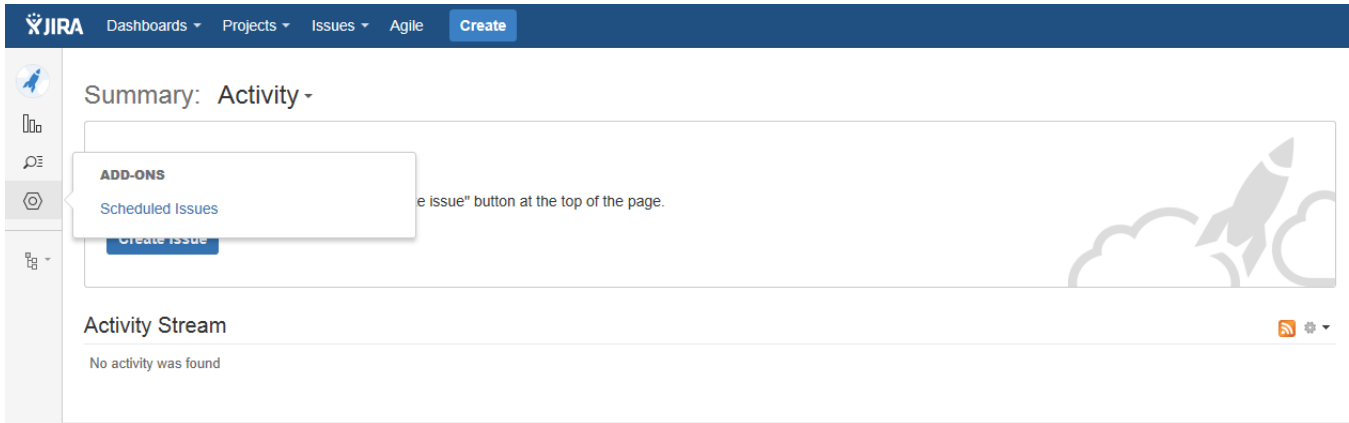 JIRA Dashboards Projects Issues Agile Create
Summary: Activity
ADD-ONS
e issue" button at the top of the page.
Scheduled Issues
Create issue
Activity Stream
No activity was found